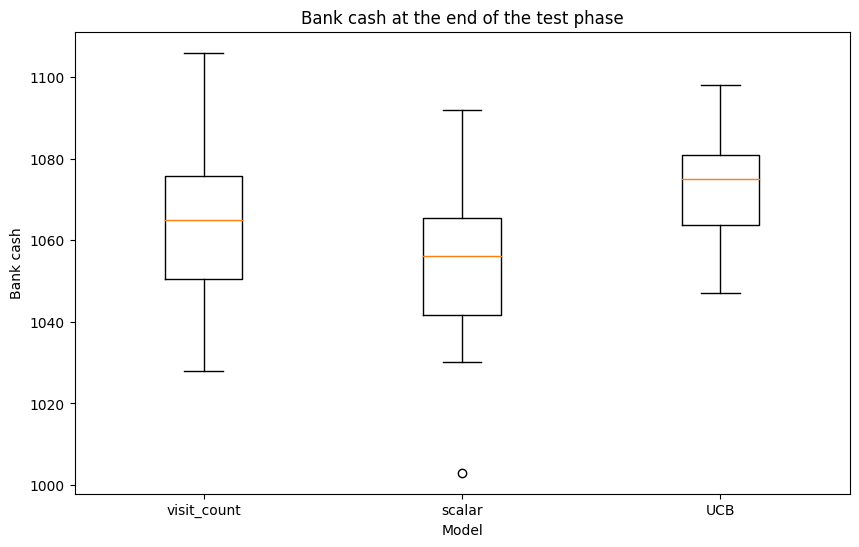 Bank cash at the end of the test phase
1100
1080
1060
1040
1020
1000
Bank cash
visit_count
scalar
UCB
Model